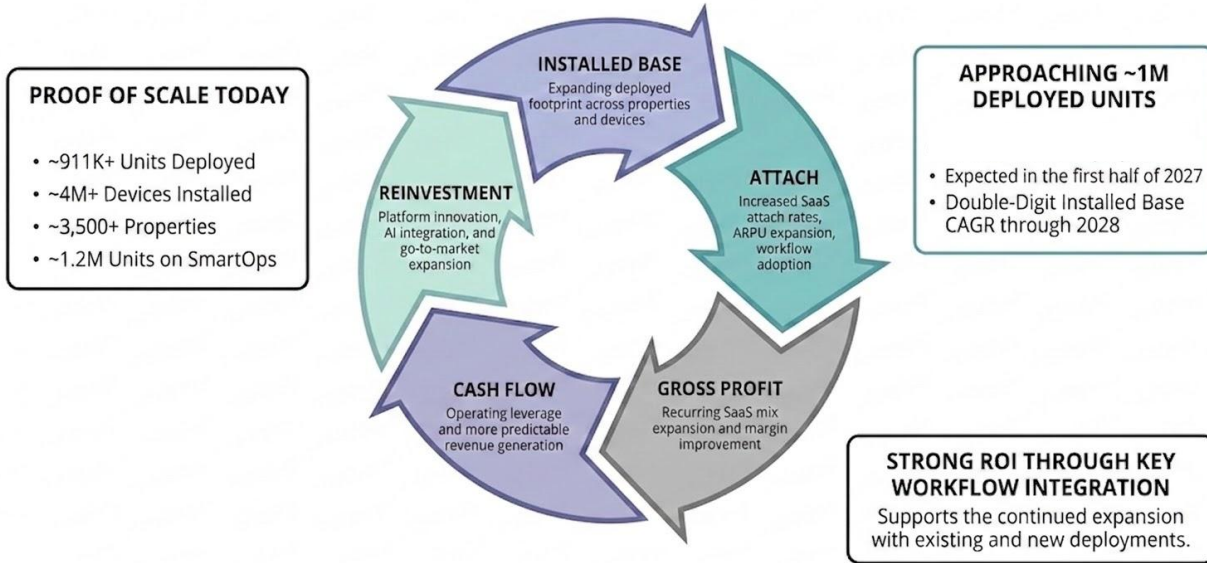 PROOF OF SCALE TODAY
• ~911K+ Units Deployed
• ~4M+ Devices Installed
• ~3,500+ Properties
• ~1.2M Units on SmartOps
INSTALLED BASE
Expanding deployed
footprint across properties
and devices
ATTACH
Increased SaaS
attach rates,
ARPU expansion,
workflow
adoption
GROSS PROFIT
Recurring SaaS mix
expansion and margin
improvement
CASH FLOW
Operating leverage
and more predictable
revenue generation
REINVESTMENT
Platform innovation,
AI integration, and
go-to-market
expansion
APPROACHING ~1M
DEPLOYED UNITS
• Expected in the first half of 2027
• Double-Digit Installed Base
CAGR through 2028
STRONG ROI THROUGH KEY
WORKFLOW INTEGRATION
Supports the continued expansion
with existing and new deployments.